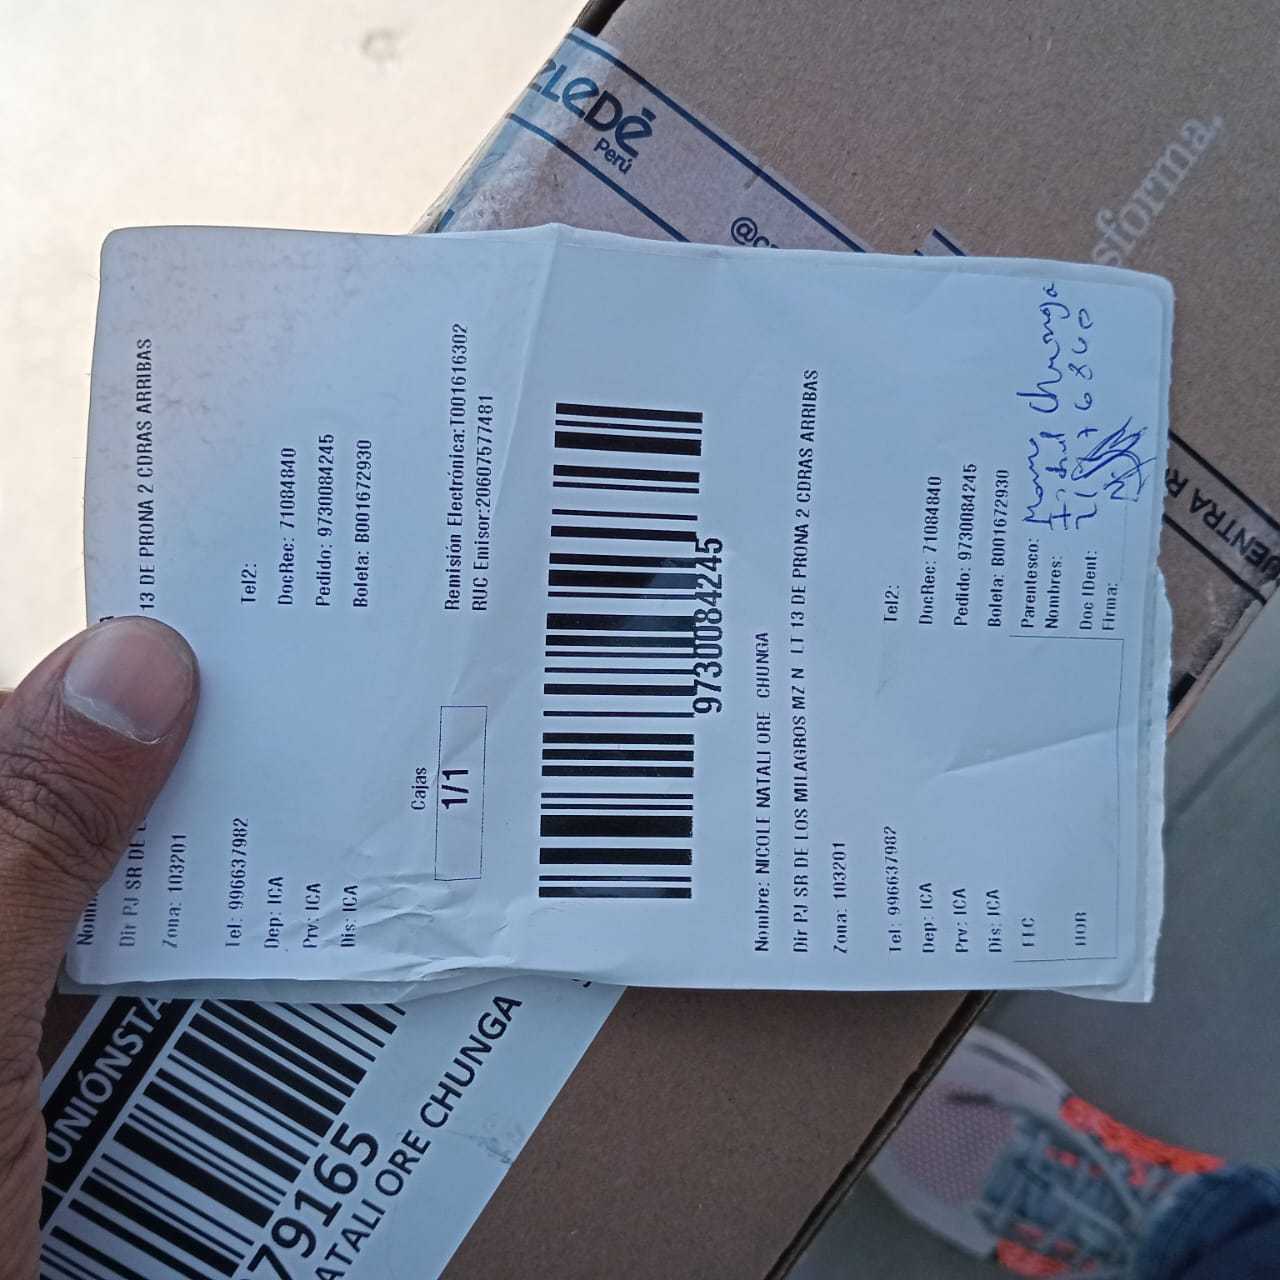 CELEDÉ
Perú
sforma.
13 DE PRONA 2 CDRAS ARRIBAS
Zona: 103201
Tel: 996637982 Tel2:
Dep: ICA DocRec: 71084840
Prv: ICA Pedido: 9730084245
Dis: ICA Boleta: B001672930
Cajas
1/1
Remisión Electrónica:T001616302
RUC Emisor:20607577481
9730084245
Nombre: NICOLE NATALI ORE CHUNGA
Dir PJ SR DE LOS MILAGROS MZ N LT 13 DE PRONA 2 CDRAS ARRIBAS
Zona: 103201
Tel: 996637982 Tel2:
Dep: ICA DocRec: 71084840
Prv: ICA Pedido: 9730084245
Dis: ICA Boleta: B001672930
FEC Parentesco:
Nombres: Chunga
HOR Doc IDent:
Firma:
UENTRA R
UNIÓNSTA
79165
ATALI ORE CHUNGA